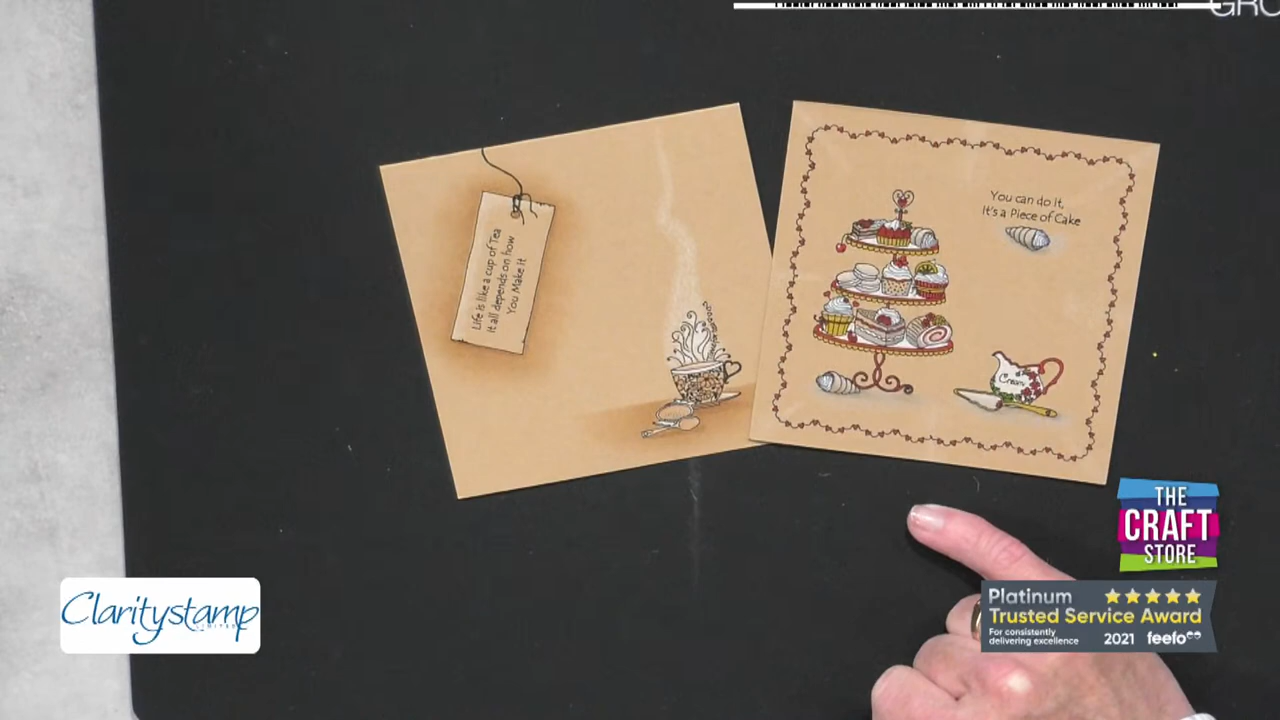 Life is like a cup of Tea
it all depends on how
You Make it
You can do it,
it's a Piece of Cake
Cream
THE
CRAFT
STORE
Claritystamp
LIMITED
Platinum
Trusted Service Award
For consistently
delivering excellence
2021 feefo